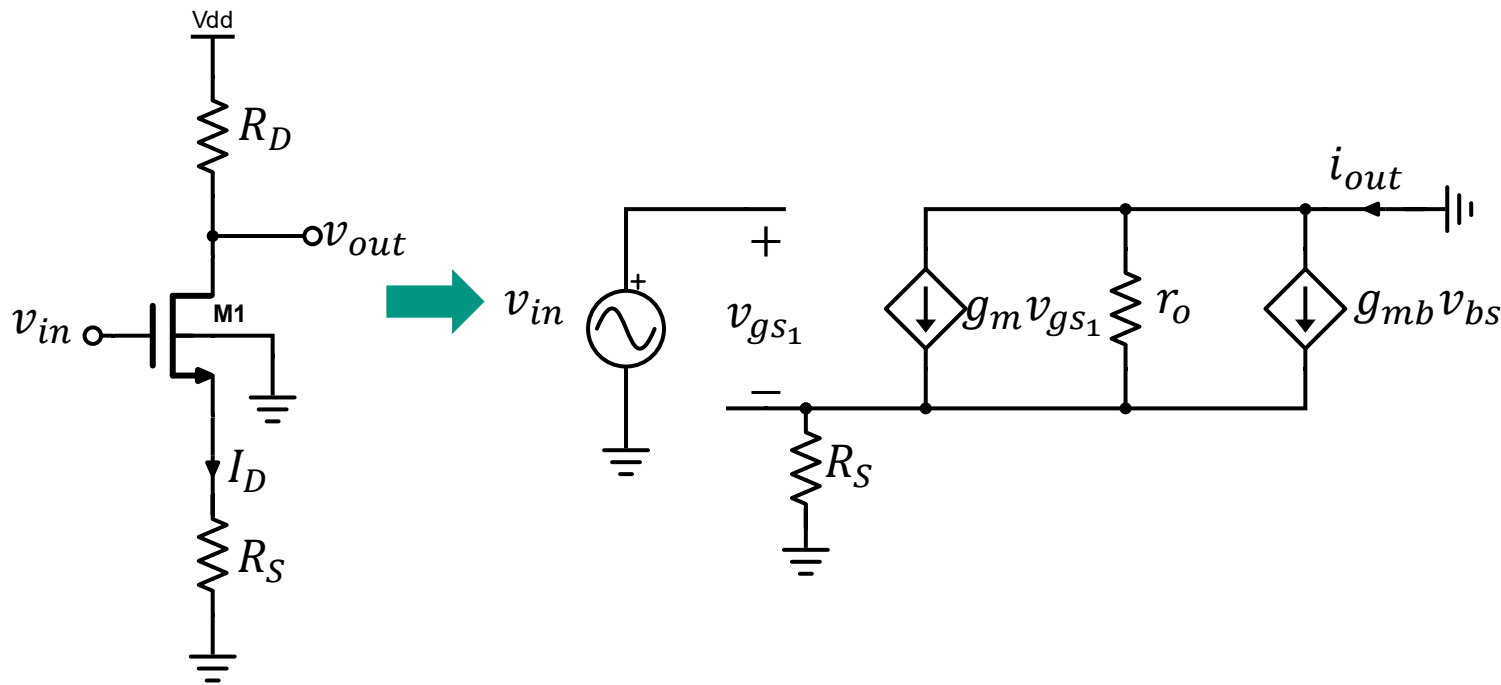 Vdd
R_D
v_out
M1
v_in
I_D
R_S
v_in
+
+
v_gs1
−
g_m v_gs1
r_o
g_mb v_bs
i_out
R_S